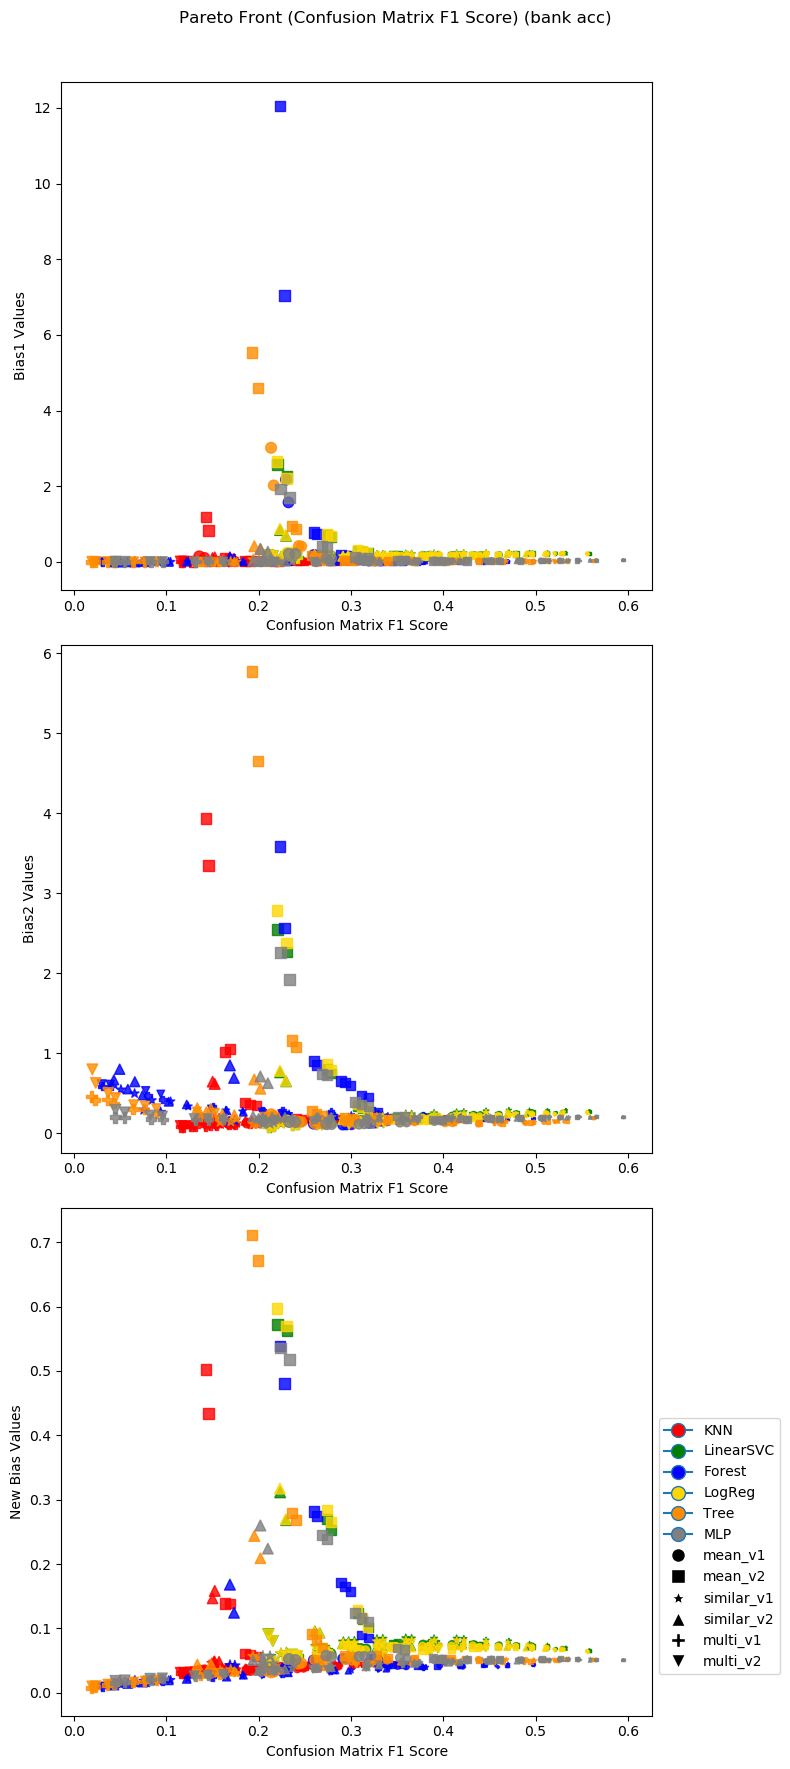 Pareto Front (Confusion Matrix F1 Score) (bank acc)
12
10
8
6
4
2
0
Bias1 Values
0.0 0.1 0.2 0.3 0.4 0.5 0.6
Confusion Matrix F1 Score
6
5
4
3
2
1
0
Bias2 Values
0.0 0.1 0.2 0.3 0.4 0.5 0.6
Confusion Matrix F1 Score
0.7
0.6
0.5
0.4
0.3
0.2
0.1
0.0
New Bias Values
0.0 0.1 0.2 0.3 0.4 0.5 0.6
Confusion Matrix F1 Score
KNN
LinearSVC
Forest
LogReg
Tree
MLP
mean_v1
mean_v2
similar_v1
similar_v2
multi_v1
multi_v2